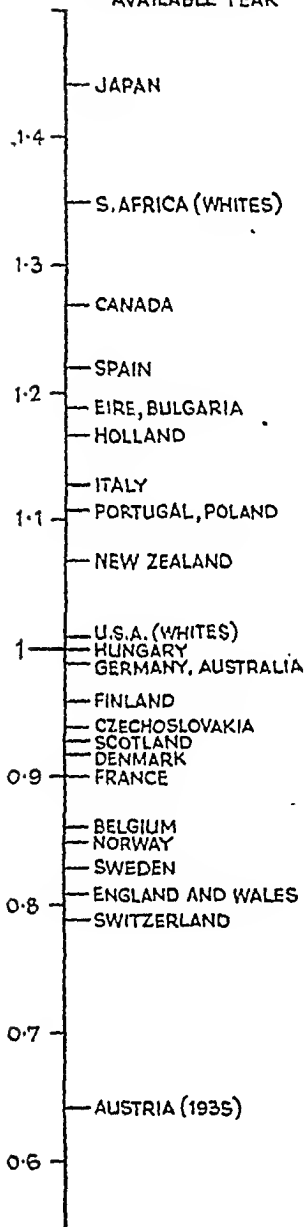 AVAILABLE YEAR
JAPAN
1·4
S. AFRICA (WHITES)
1·3
CANADA
SPAIN
1·2
EIRE, BULGARIA
HOLLAND
ITALY
PORTUGAL, POLAND
1·1
NEW ZEALAND
U.S.A. (WHITES)
1
HUNGARY
GERMANY, AUSTRALIA
FINLAND
CZECHOSLOVAKIA
SCOTLAND
DENMARK
0·9
FRANCE
BELGIUM
NORWAY
SWEDEN
ENGLAND AND WALES
0·8
SWITZERLAND
0·7
AUSTRIA (1935)
0·6